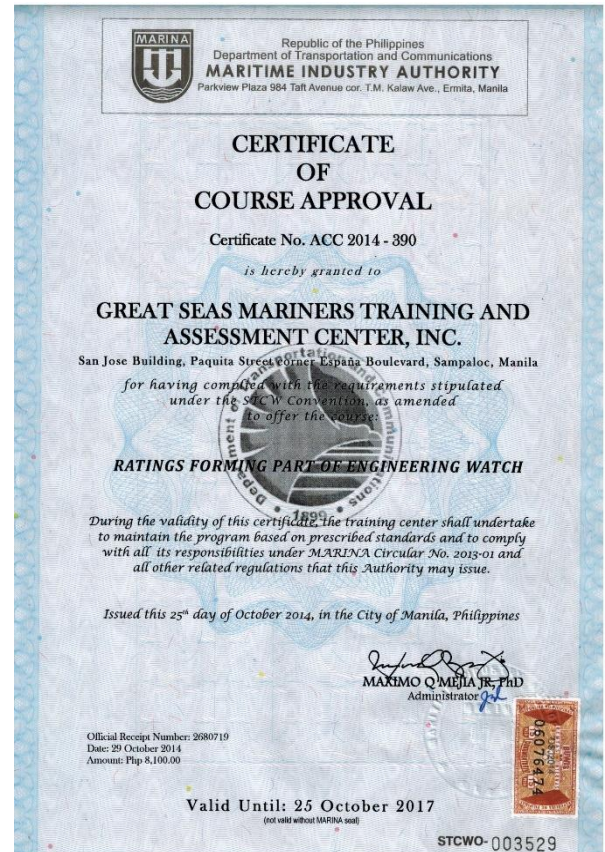 MARINA
Republic of the Philippines
Department of Transportation and Communications
MARITIME INDUSTRY AUTHORITY
Parkview Plaza 984 Taft Avenue cor. T.M. Kalaw Ave., Ermita, Manila
CERTIFICATE
OF
COURSE APPROVAL
Certificate No. ACC 2014 - 390
is hereby granted to
GREAT SEAS MARINERS TRAINING AND
ASSESSMENT CENTER, INC.
San Jose Building, Paquita Street corner España Boulevard, Sampaloc, Manila
for having complied with the requirements stipulated
under the STCW Convention, as amended
to offer the course:
Department of Transportation and Communications
1899
RATINGS FORMING PART OF ENGINEERING WATCH
During the validity of this certificate, the training center shall undertake
to maintain the program based on prescribed standards and to comply
with all its responsibilities under MARINA Circular No. 2013-01 and
all other related regulations that this Authority may issue.
Issued this 25th day of October 2014, in the City of Manila, Philippines
MAXIMO Q MEJIA JR, PhD
Administrator
Official Receipt Number: 2680719
Date: 29 October 2014
Amount: Php 8,100.00
06076474
Valid Until: 25 October 2017
(not valid without MARINA seal)
STCWO- 003529